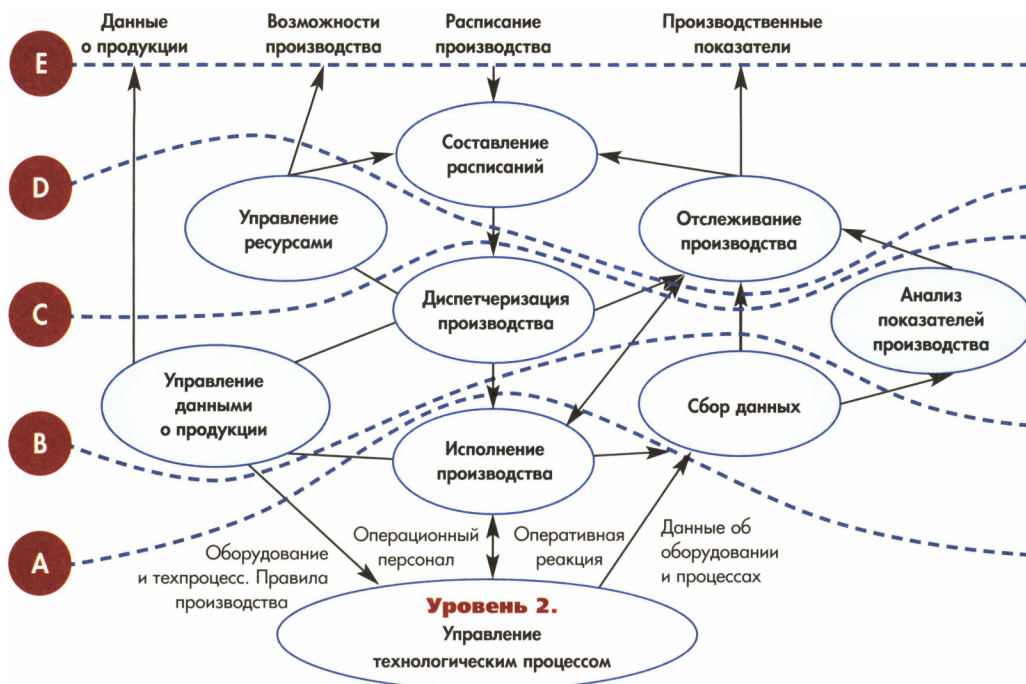 Данные
о продукции
Возможности
производства
Расписание
производства
Производственные
показатели
E
Составление
расписаний
D
Управление
ресурсами
Отслеживание
производства
C
Диспетчеризация
производства
Анализ
показателей
производства
Управление
данными
о продукции
Сбор данных
B
Исполнение
производства
A
Оборудование
и техпроцесс. Правила
производства
Операционный
персонал
Оперативная
реакция
Данные об
оборудовании
и процессах
Уровень 2.
Управление
технологическим процессом